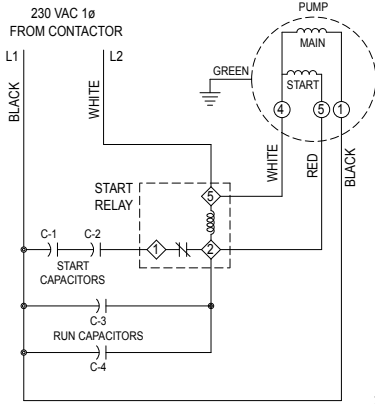 230 VAC 1ø
FROM CONTACTOR
L1
L2
PUMP
MAIN
START
GREEN
4
5
1
BLACK
WHITE
WHITE
RED
BLACK
START
RELAY
5
C-1
C-2
1
2
START
CAPACITORS
C-3
RUN CAPACITORS
C-4